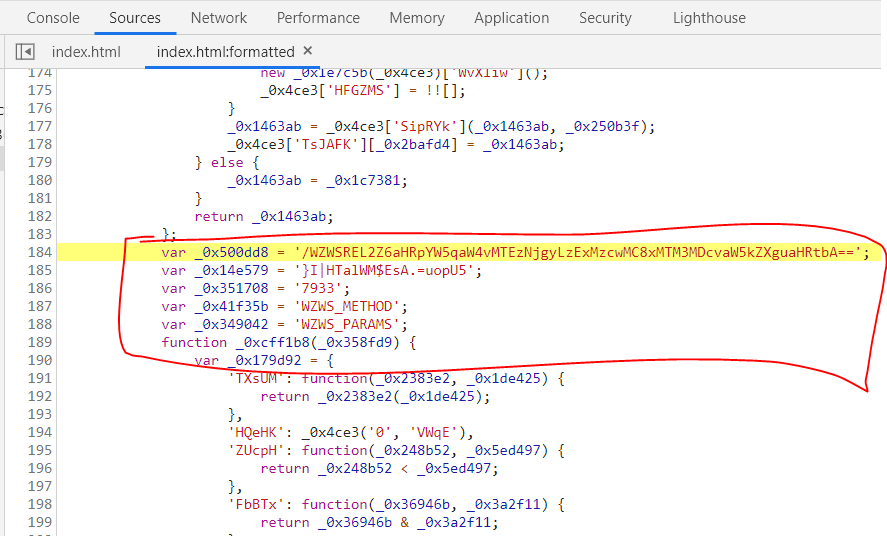 Console Sources Network Performance Memory Application Security Lighthouse
index.html index.html:formatted ×
174 new _0x1e7c5b(_0x4ce3)['WvXliw']();
175 _0x4ce3['HFGZMS'] = !![];
176 }
177 _0x1463ab = _0x4ce3['SipRYk'](_0x1463ab, _0x250b3f);
178 _0x4ce3['TsJAFK'][_0x2bafd4] = _0x1463ab;
179 } else {
180 _0x1463ab = _0x1c7381;
181 }
182 return _0x1463ab;
183 };
184 var _0x500dd8 = '/WZWSREL2Z6aHRpYW5qaW4vMTEzNjgyLzExMzcwMC8xMTM3MDcvaW5kZXguaHRtbA==';
185 var _0x14e579 = '}I|HTalWM$EsA.=uopU5';
186 var _0x351708 = '7933';
187 var _0x41f35b = 'WZWS_METHOD';
188 var _0x349042 = 'WZWS_PARAMS';
189 function _0xcff1b8(_0x358fd9) {
190 var _0x179d92 = {
191 'TXsUM': function(_0x2383e2, _0x1de425) {
192 return _0x2383e2(_0x1de425);
193 },
194 'HQeHK': _0x4ce3('0', 'VWqE'),
195 'ZUcpH': function(_0x248b52, _0x5ed497) {
196 return _0x248b52 < _0x5ed497;
197 },
198 'FbBTx': function(_0x36946b, _0x3a2f11) {
199 return _0x36946b & _0x3a2f11;